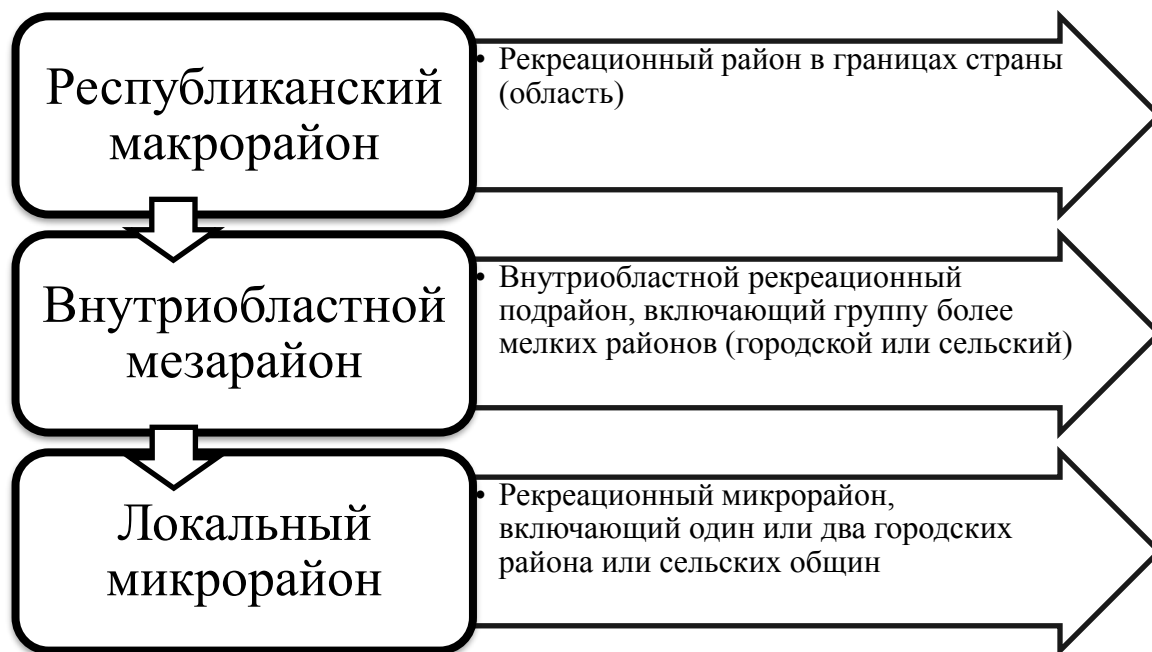 Республиканский
макрорайон
• Рекреационный район в границах страны
(область)
Внутриобластной
мезарайон
• Внутриобластной рекреационный
подрайон, включающий группу более
мелких районов (городской или сельский)
Локальный
микрорайон
• Рекреационный микрорайон,
включающий один или два городских
района или сельских общин